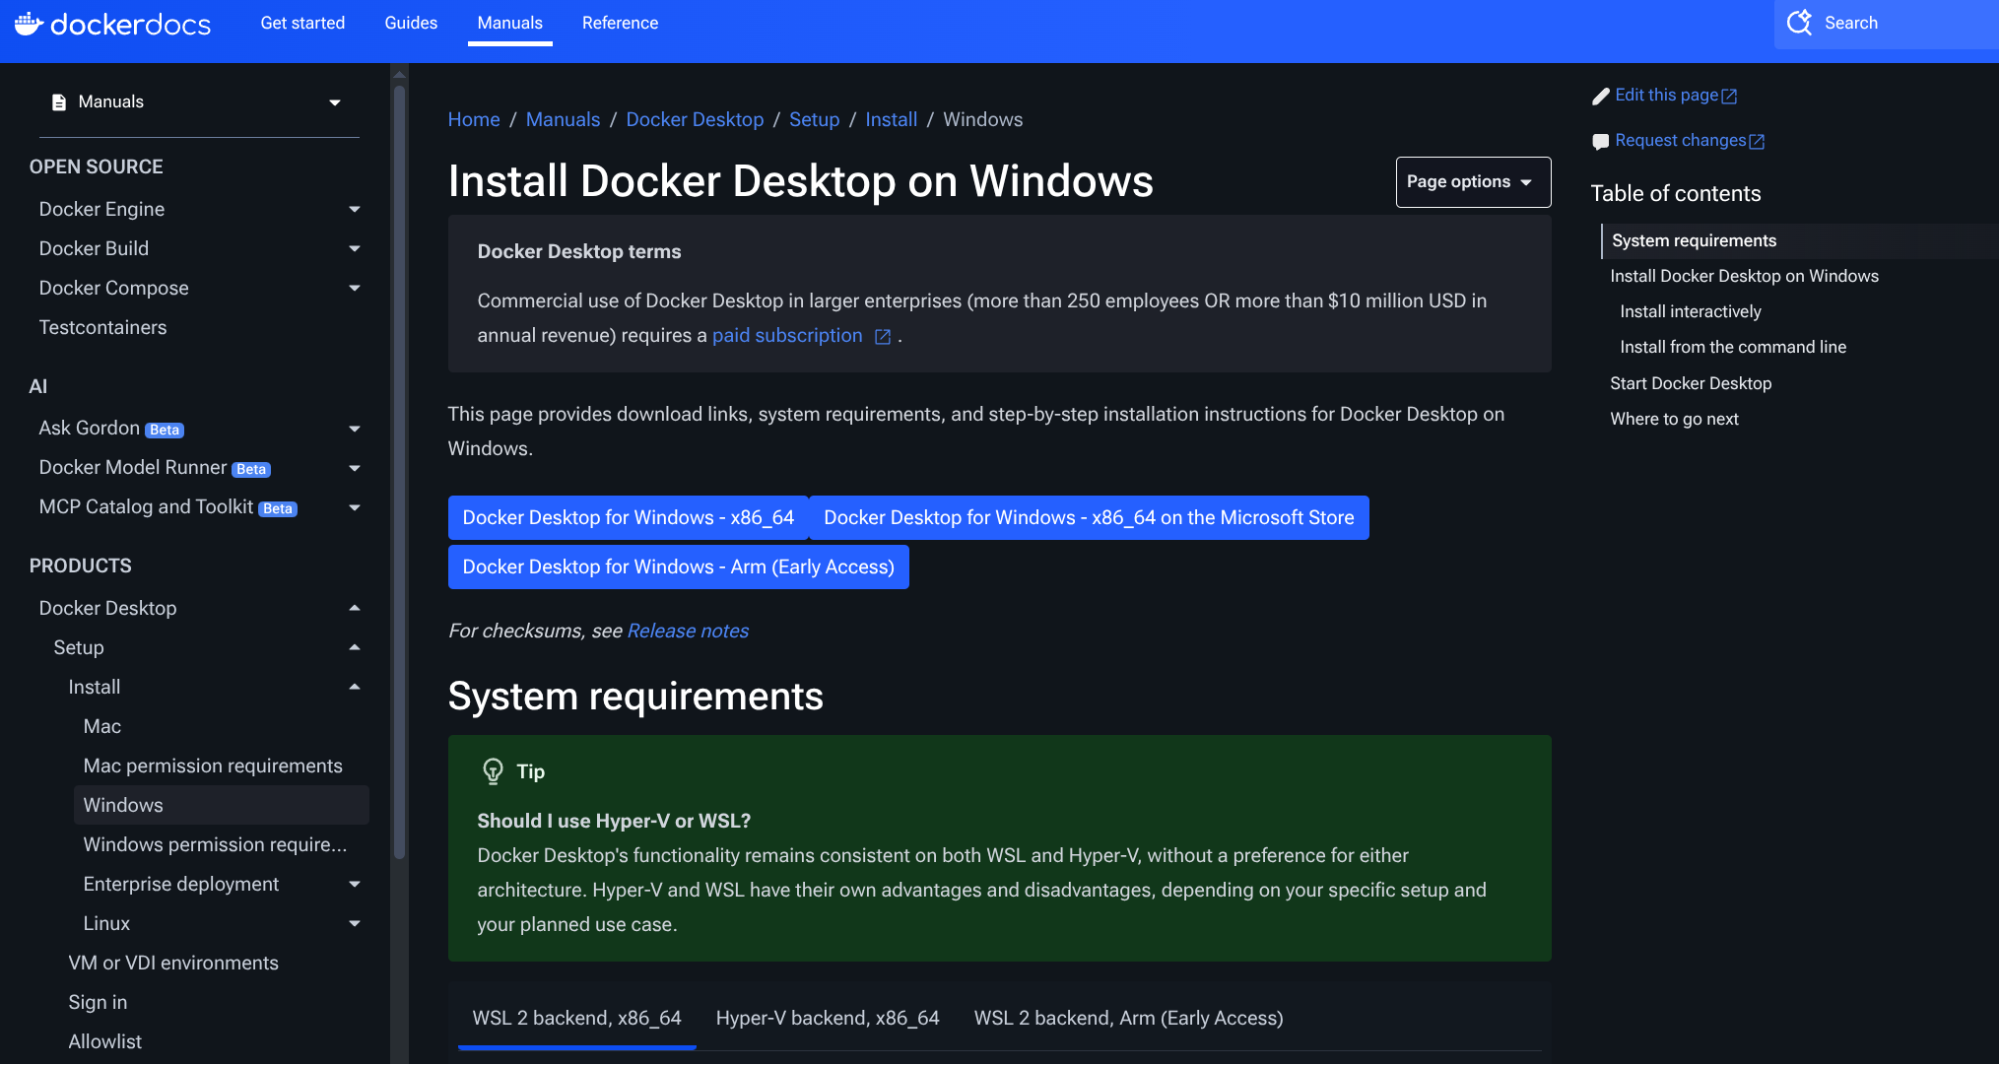 dockerdocs
Get started
Guides
Manuals
Reference
Search
Manuals
OPEN SOURCE
Docker Engine
Docker Build
Docker Compose
Testcontainers
AI
Ask Gordon Beta
Docker Model Runner Beta
MCP Catalog and Toolkit Beta
PRODUCTS
Docker Desktop
Setup
Install
Mac
Mac permission requirements
Windows
Windows permission require...
Enterprise deployment
Linux
VM or VDI environments
Sign in
Allowlist
Home / Manuals / Docker Desktop / Setup / Install / Windows
Install Docker Desktop on Windows
Page options
Docker Desktop terms
Commercial use of Docker Desktop in larger enterprises (more than 250 employees OR more than $10 million USD in
annual revenue) requires a paid subscription .
This page provides download links, system requirements, and step-by-step installation instructions for Docker Desktop on
Windows.
Docker Desktop for Windows - x86_64
Docker Desktop for Windows - x86_64 on the Microsoft Store
Docker Desktop for Windows - Arm (Early Access)
For checksums, see Release notes
System requirements
Tip
Should I use Hyper-V or WSL?
Docker Desktop's functionality remains consistent on both WSL and Hyper-V, without a preference for either
architecture. Hyper-V and WSL have their own advantages and disadvantages, depending on your specific setup and
your planned use case.
WSL 2 backend, x86_64
Hyper-V backend, x86_64
WSL 2 backend, Arm (Early Access)
Edit this page
Request changes
Table of contents
System requirements
Install Docker Desktop on Windows
Install interactively
Install from the command line
Start Docker Desktop
Where to go next